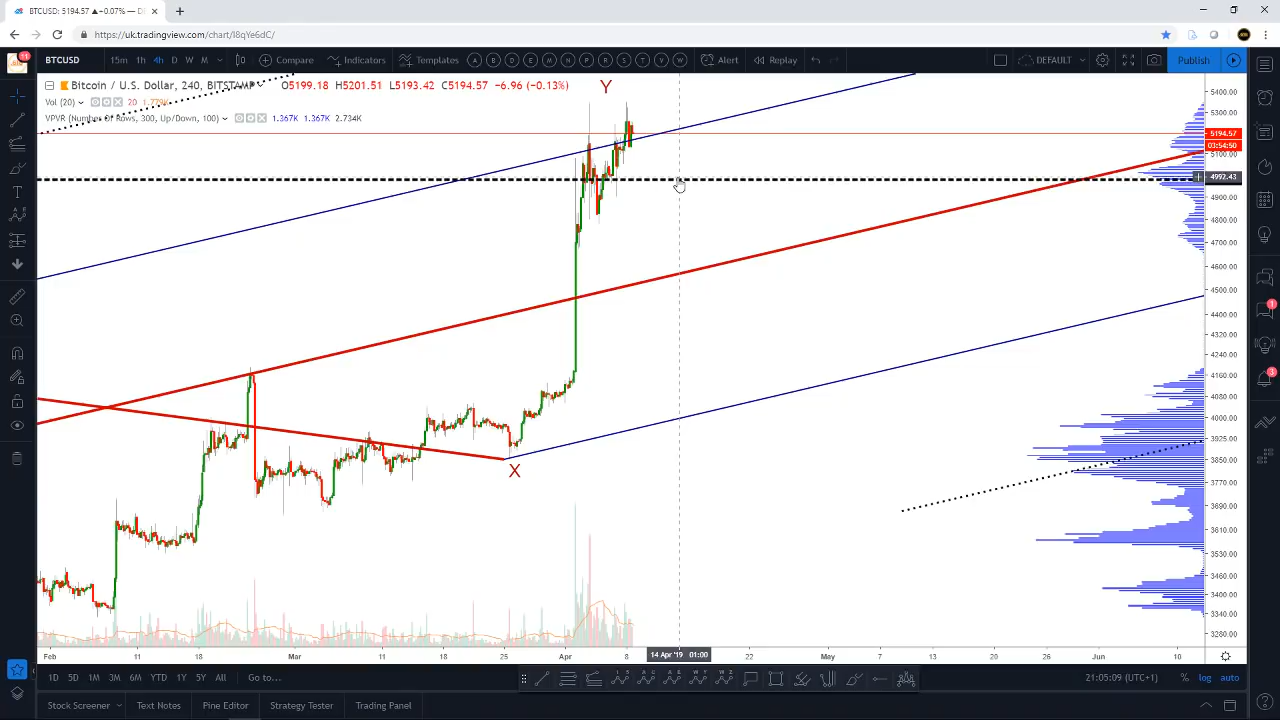 BTCUSD: 5194.57 ▲+0.07% — 
https://uk.tradingview.com/chart/I8qYe6dC/
11
BTCUSD 15m 1h 4h D W M Compare Indicators Templates A B D E M N O P Q R S T U V Y W Alert Replay DEFAULT Publish
Bitcoin / U.S. Dollar, 240, BITSTAMP O5199.18 H5201.51 L5193.42 C5194.57 −6.96 (−0.13%)
Vol (20) 20 1.779K
VPVR (Number Of Rows, 300, Up/Down, 100) 1.367K 1.367K 2.734K
Y
X
5400.00
5300.00
5194.57
03:54:50
5100.00
4992.43
4900.00
4800.00
4700.00
4600.00
4500.00
4400.00
4320.00
4240.00
4160.00
4080.00
4000.00
3925.00
3850.00
3770.00
3690.00
3610.00
3530.00
3460.00
3400.00
3340.00
3280.00
1
3
Feb 11 18 Mar 11 18 25 Apr 8 14 Apr '19 01:00 22 May 7 13 20 26 Jun 10
1D 5D 1M 3M 6M YTD 1Y 5Y All Go to... 21:05:09 (UTC+1) % log auto
Stock Screener Text Notes Pine Editor Strategy Tester Trading Panel